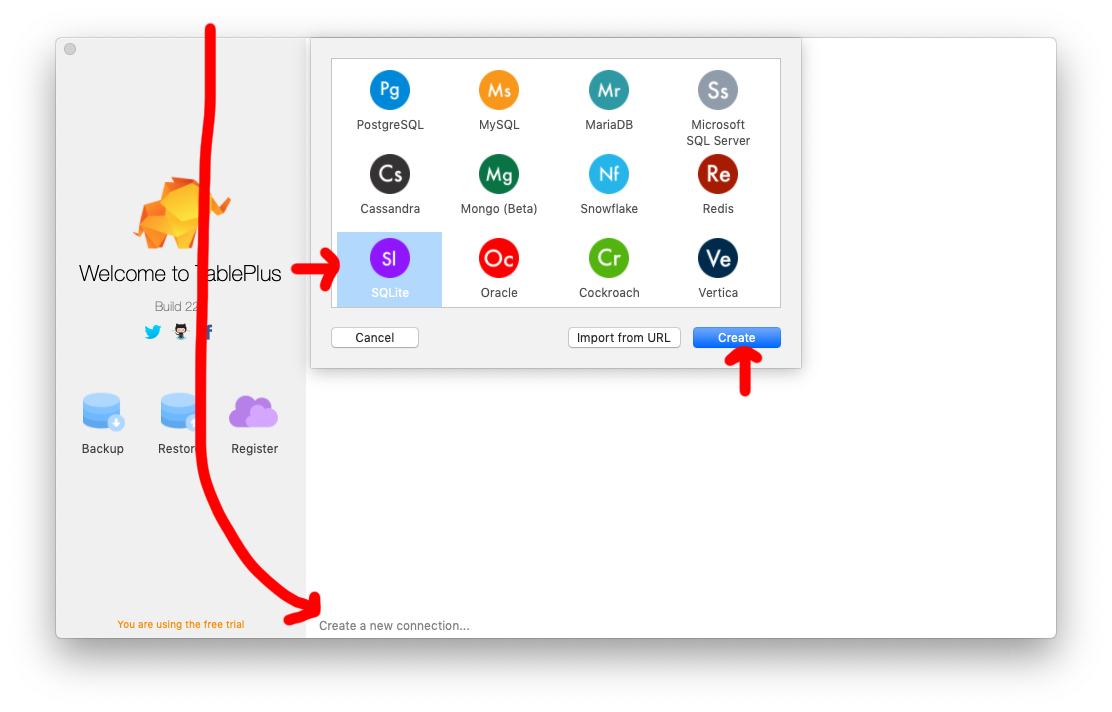 Pg
Ms
Mr
Ss
PostgreSQL
MySQL
MariaDB
Microsoft
SQL Server
Cs
Mg
Nf
Re
Cassandra
Mongo (Beta)
Snowflake
Redis
Sl
Oc
Cr
Ve
SQLite
Oracle
Cockroach
Vertica
Cancel
Import from URL
Create
Welcome to TablePlus
Build
Backup
Restore
Register
You are using the free trial
Create a new connection...